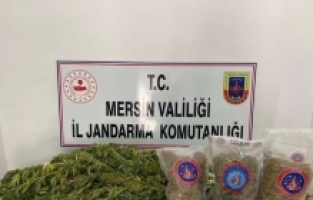 T.C.
MERSİN VALİLİĞİ
İL JANDARMA KOMUTANLIĞI